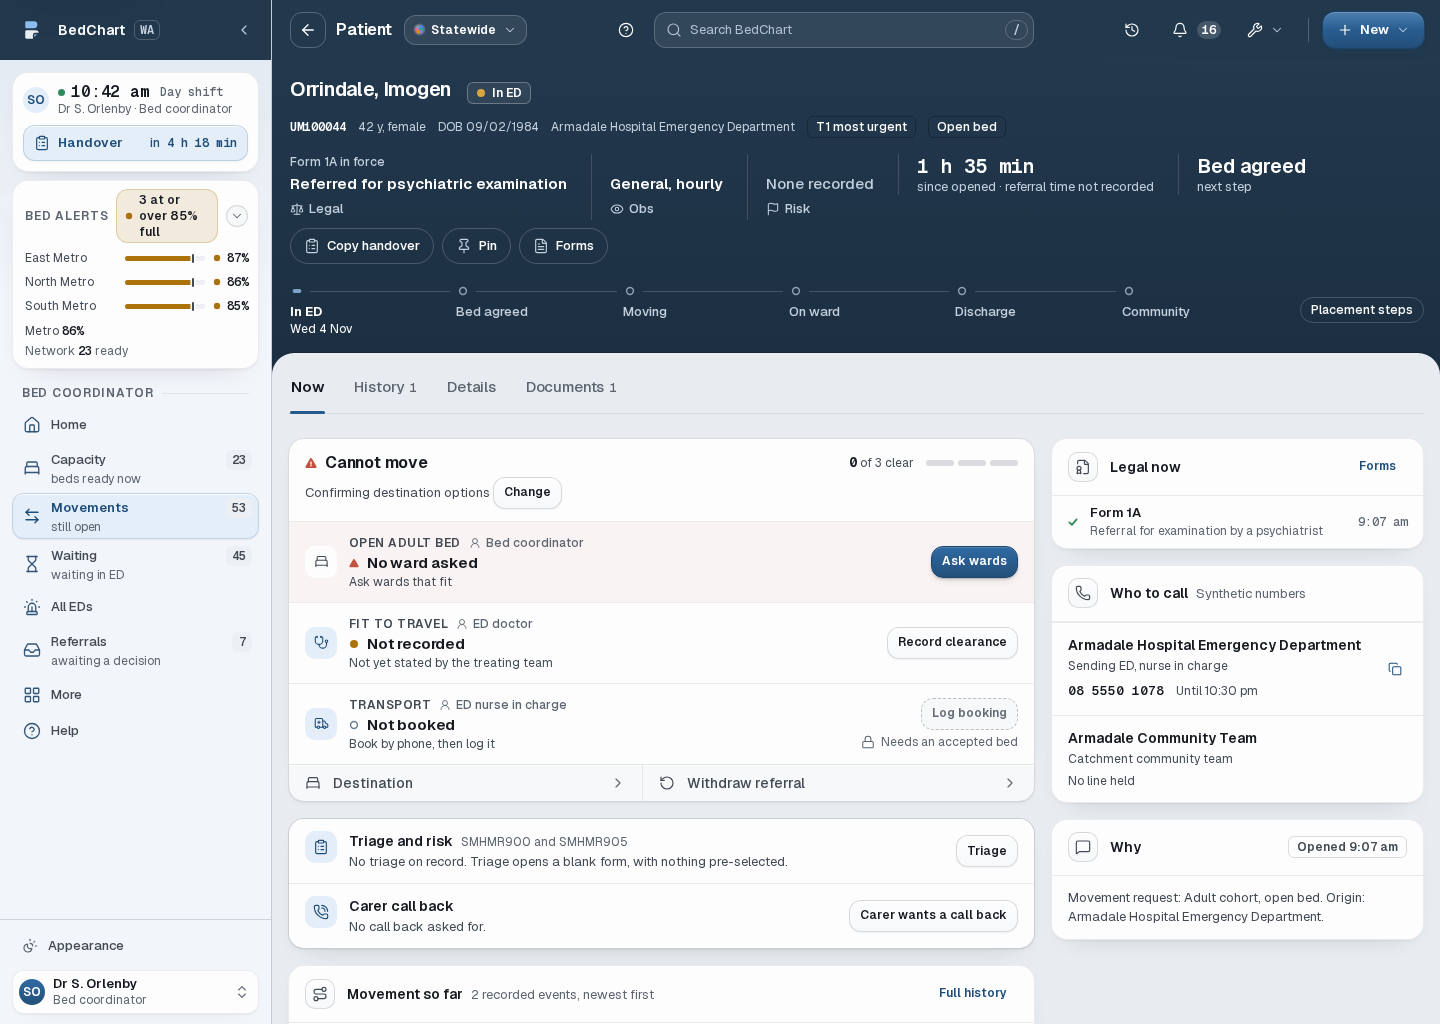 BedChart WA
Patient
Statewide
Search BedChart
/
16
New
SO
10:42 am Day shift
Dr S. Orlenby · Bed coordinator
Handover in 4 h 18 min
BED ALERTS
3 at or
over 85%
full
East Metro 87%
North Metro 86%
South Metro 85%
Metro 86%
Network 23 ready
BED COORDINATOR
Home
Capacity 23
beds ready now
Movements 53
still open
Waiting 45
waiting in ED
All EDs
Referrals 7
awaiting a decision
More
Help
Appearance
SO
Dr S. Orlenby
Bed coordinator
Orrindale, Imogen
In ED
UM100044 42 y, female DOB 09/02/1984 Armadale Hospital Emergency Department T1 most urgent Open bed
Form 1A in force
Referred for psychiatric examination
Legal
General, hourly
Obs
None recorded
Risk
1 h 35 min
since opened · referral time not recorded
Bed agreed
next step
Copy handover
Pin
Forms
In ED
Wed 4 Nov
Bed agreed
Moving
On ward
Discharge
Community
Placement steps
Now
History 1
Details
Documents 1
Cannot move
0 of 3 clear
Confirming destination options Change
OPEN ADULT BED Bed coordinator
No ward asked
Ask wards that fit
Ask wards
FIT TO TRAVEL ED doctor
Not recorded
Not yet stated by the treating team
Record clearance
TRANSPORT ED nurse in charge
Not booked
Book by phone, then log it
Log booking
Needs an accepted bed
Destination
Withdraw referral
Triage and risk SMHMR900 and SMHMR905
No triage on record. Triage opens a blank form, with nothing pre-selected.
Triage
Carer call back
No call back asked for.
Carer wants a call back
Movement so far 2 recorded events, newest first
Full history
Legal now
Forms
Form 1A
Referral for examination by a psychiatrist
9:07 am
Who to call Synthetic numbers
Armadale Hospital Emergency Department
Sending ED, nurse in charge
08 5550 1078 Until 10:30 pm
Armadale Community Team
Catchment community team
No line held
Why
Opened 9:07 am
Movement request: Adult cohort, open bed. Origin:
Armadale Hospital Emergency Department.